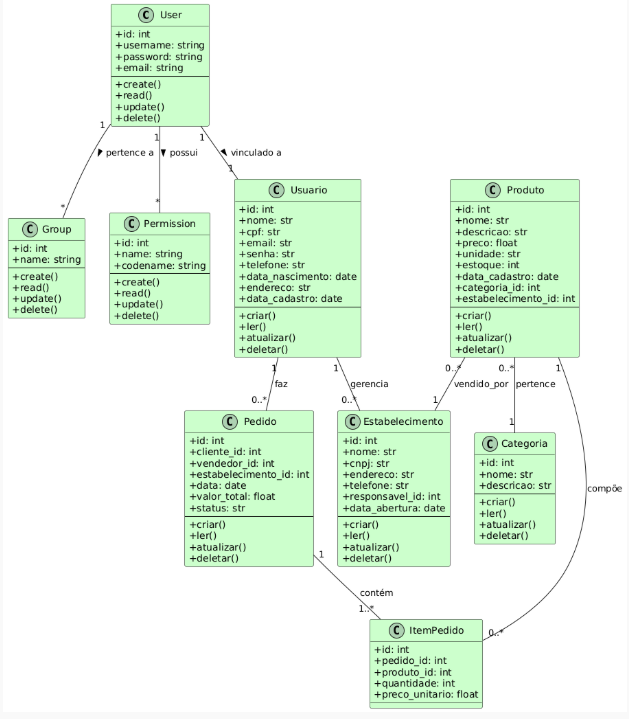 C User
+id: int
+username: string
+password: string
+email: string
+create()
+read()
+update()
+delete()
1
1
1
pertence a
possui
vinculado a
*
*
1
C Group
+id: int
+name: string
+create()
+read()
+update()
+delete()
C Permission
+id: int
+name: string
+codename: string
+create()
+read()
+update()
+delete()
C Usuario
+id: int
+nome: str
+cpf: str
+email: str
+senha: str
+telefone: str
+data_nascimento: date
+endereco: str
+data_cadastro: date
+criar()
+ler()
+atualizar()
+deletar()
C Produto
+id: int
+nome: str
+descricao: str
+preco: float
+unidade: str
+estoque: int
+data_cadastro: date
+categoria_id: int
+estabelecimento_id: int
+criar()
+ler()
+atualizar()
+deletar()
1
1
0..*
0..*
1
faz
gerencia
vendido_por
pertence
0..*
0..*
1
1
C Pedido
+id: int
+cliente_id: int
+vendedor_id: int
+estabelecimento_id: int
+data: date
+valor_total: float
+status: str
+criar()
+ler()
+atualizar()
+deletar()
C Estabelecimento
+id: int
+nome: str
+cnpj: str
+endereco: str
+telefone: str
+responsavel_id: int
+data_abertura: date
+criar()
+ler()
+atualizar()
+deletar()
C Categoria
+id: int
+nome: str
+descricao: str
+criar()
+ler()
+atualizar()
+deletar()
compõe
1
contém
1..*
0..*
C ItemPedido
+id: int
+pedido_id: int
+produto_id: int
+quantidade: int
+preco_unitario: float